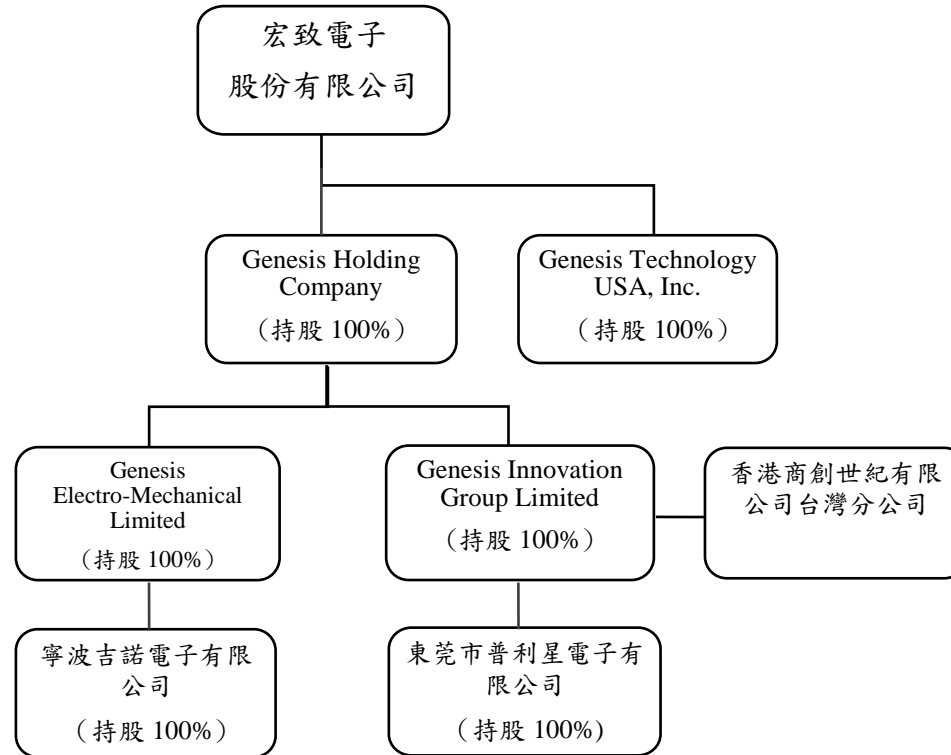 宏致電子
股份有限公司
Genesis Holding
Company
（持股 100%）
Genesis Technology
USA, Inc.
（持股 100%）
Genesis
Electro-Mechanical
Limited
（持股 100%）
Genesis Innovation
Group Limited
（持股 100%）
香港商創世紀有限
公司台灣分公司
寧波吉諾電子有限
公司
（持股 100%）
東莞市普利星電子有
限公司
（持股 100%)